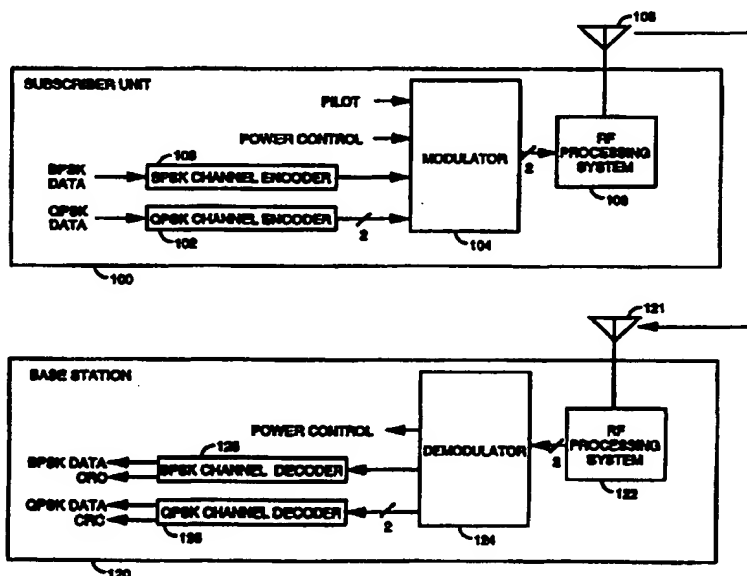 108
SUBSCRIBER UNIT
PILOT
POWER CONTROL
MODULATOR
2
RF
PROCESSING
SYSTEM
BPSK
DATA
103
BPSK CHANNEL ENCODER
QPSK
DATA
QPSK CHANNEL ENCODER
102
2
104
100
121
BASE STATION
POWER CONTROL
DEMODULATOR
2
RF
PROCESSING
SYSTEM
122
BPSK DATA
CRC
BPSK CHANNEL DECODER
QPSK DATA
CRC
QPSK CHANNEL DECODER
2
124
120